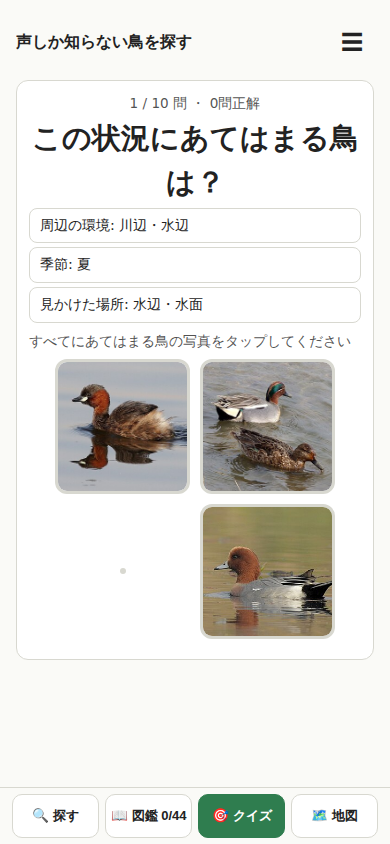 声しか知らない鳥を探す
1 / 10 問 ・ 0問正解
この状況にあてはまる鳥
は？
周辺の環境: 川辺・水辺
季節: 夏
見かけた場所: 水辺・水面
すべてにあてはまる鳥の写真をタップしてください
🔍 探す
📖 図鑑 0/44
🎯 クイズ
🗺️ 地図